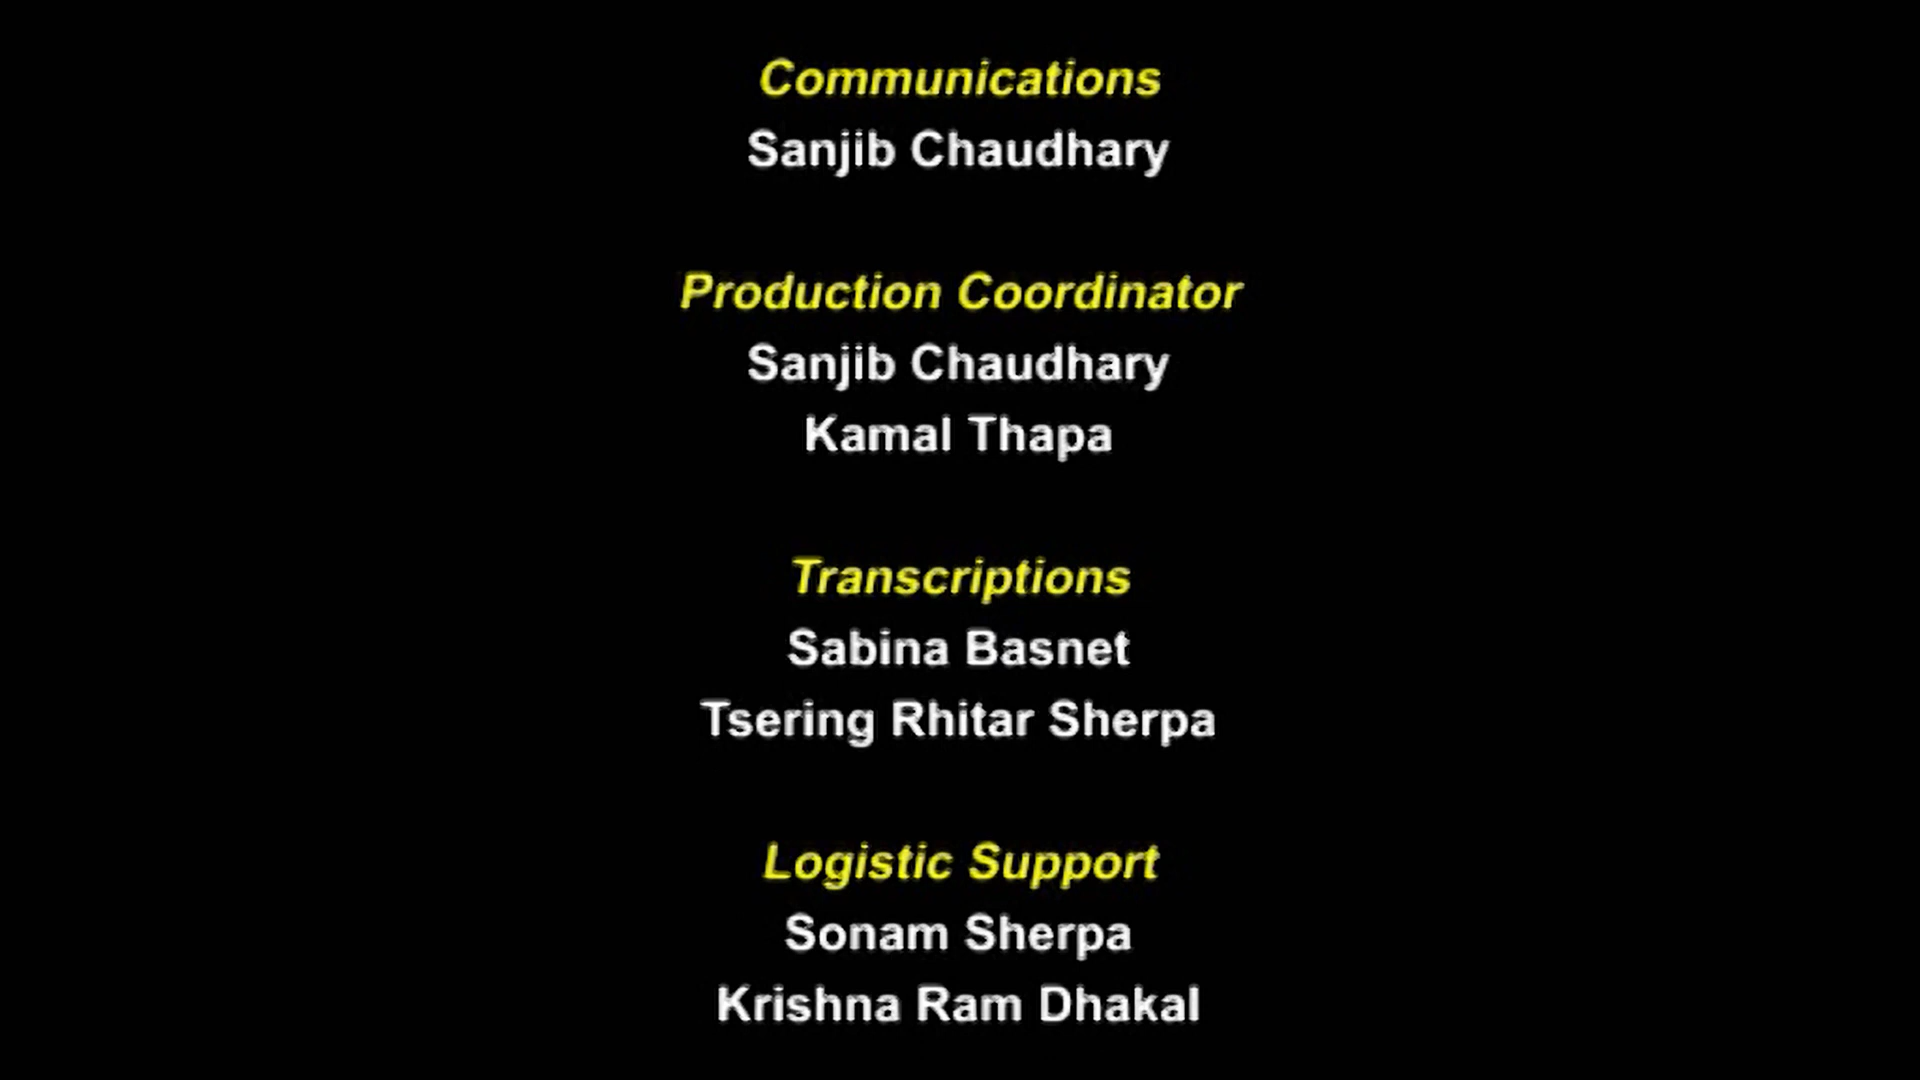 Communications
Sanjib Chaudhary
Production Coordinator
Sanjib Chaudhary
Kamal Thapa
Transcriptions
Sabina Basnet
Tsering Rhitar Sherpa
Logistic Support
Sonam Sherpa
Krishna Ram Dhakal